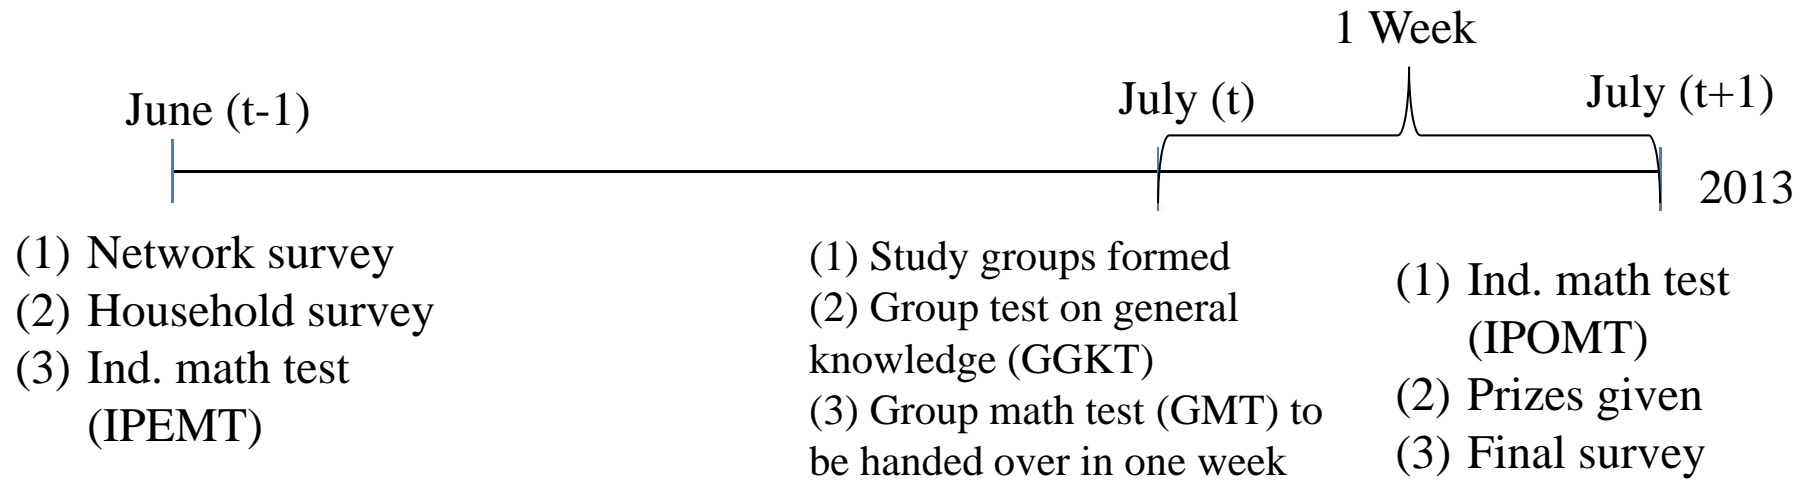 1 Week
June (t-1)
July (t)
July (t+1)
2013
(1) Network survey
(2) Household survey
(3) Ind. math test
(IPEMT)
(1) Study groups formed
(2) Group test on general
knowledge (GGKT)
(3) Group math test (GMT) to
be handed over in one week
(1) Ind. math test
(IPOMT)
(2) Prizes given
(3) Final survey